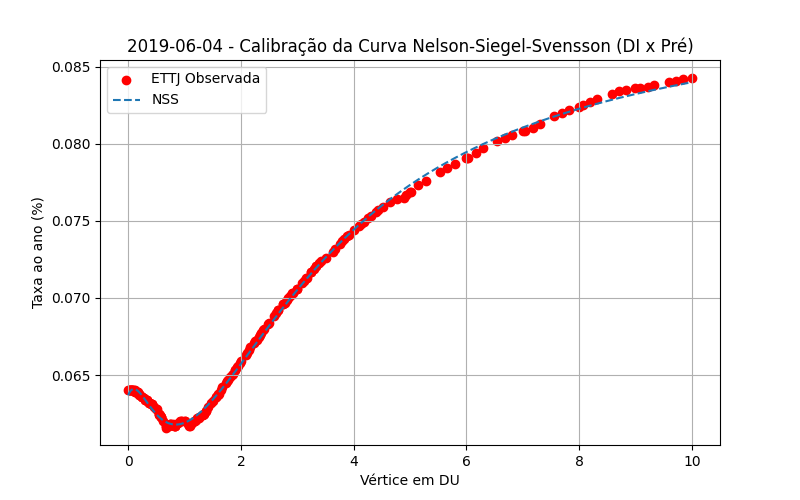 2019-06-04 - Calibração da Curva Nelson-Siegel-Svensson (DI x Pré)
ETTJ Observada
NSS
Taxa ao ano (%)
0.085
0.080
0.075
0.070
0.065
0 2 4 6 8 10
Vértice em DU